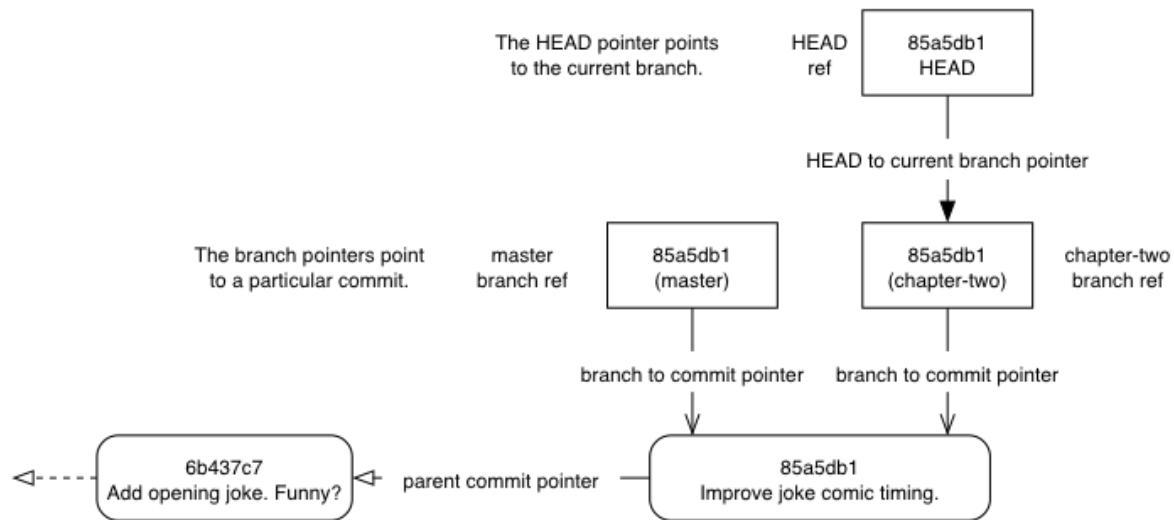 The HEAD pointer points
to the current branch.
HEAD
ref
85a5db1
HEAD
HEAD to current branch pointer
The branch pointers point
to a particular commit.
master
branch ref
85a5db1
(master)
85a5db1
(chapter-two)
chapter-two
branch ref
branch to commit pointer
branch to commit pointer
6b437c7
Add opening joke. Funny?
parent commit pointer
85a5db1
Improve joke comic timing.